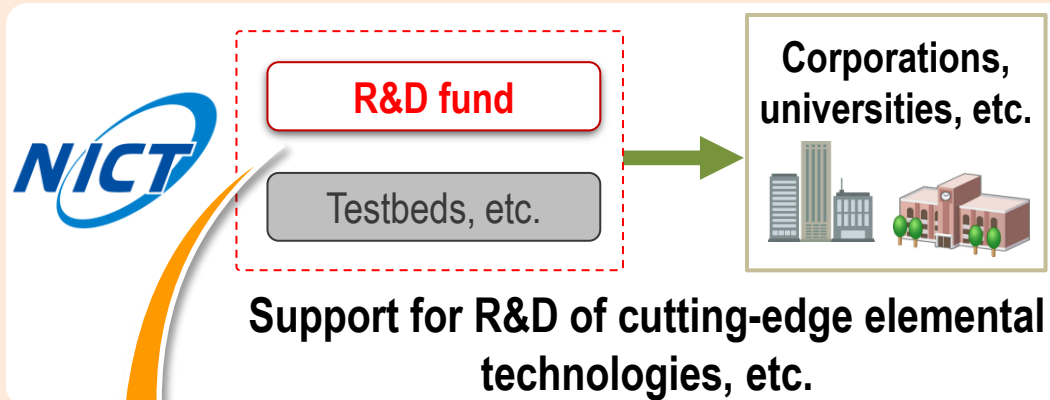 NICT
R&D fund
Testbeds, etc.
Corporations,
universities, etc.
Support for R&D of cutting-edge elemental
technologies, etc.